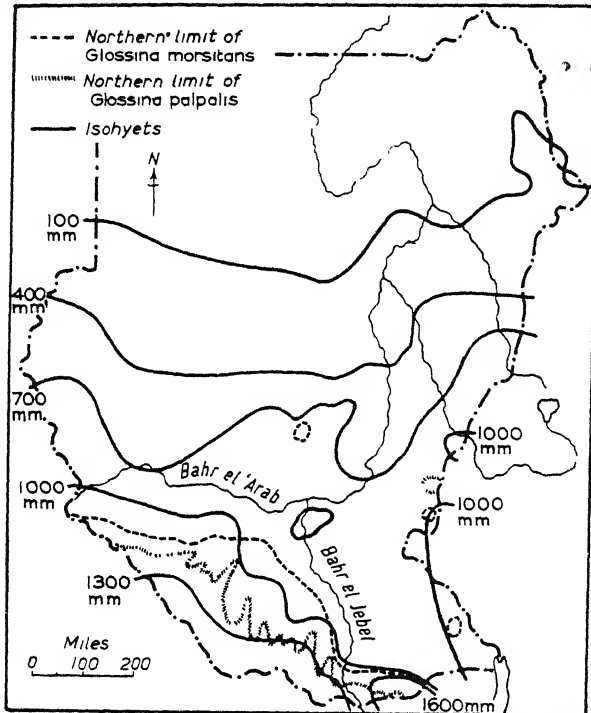 Northern limit of
Glossina morsitans
Northern limit of
Glossina palpalis
Isohyets
N
100
mm
400
mm
700
mm
1000
mm
Bahr el 'Arab
1000
mm
1000
mm
Bahr el Jebel
1300
mm
Miles
0 100 200
1600mm